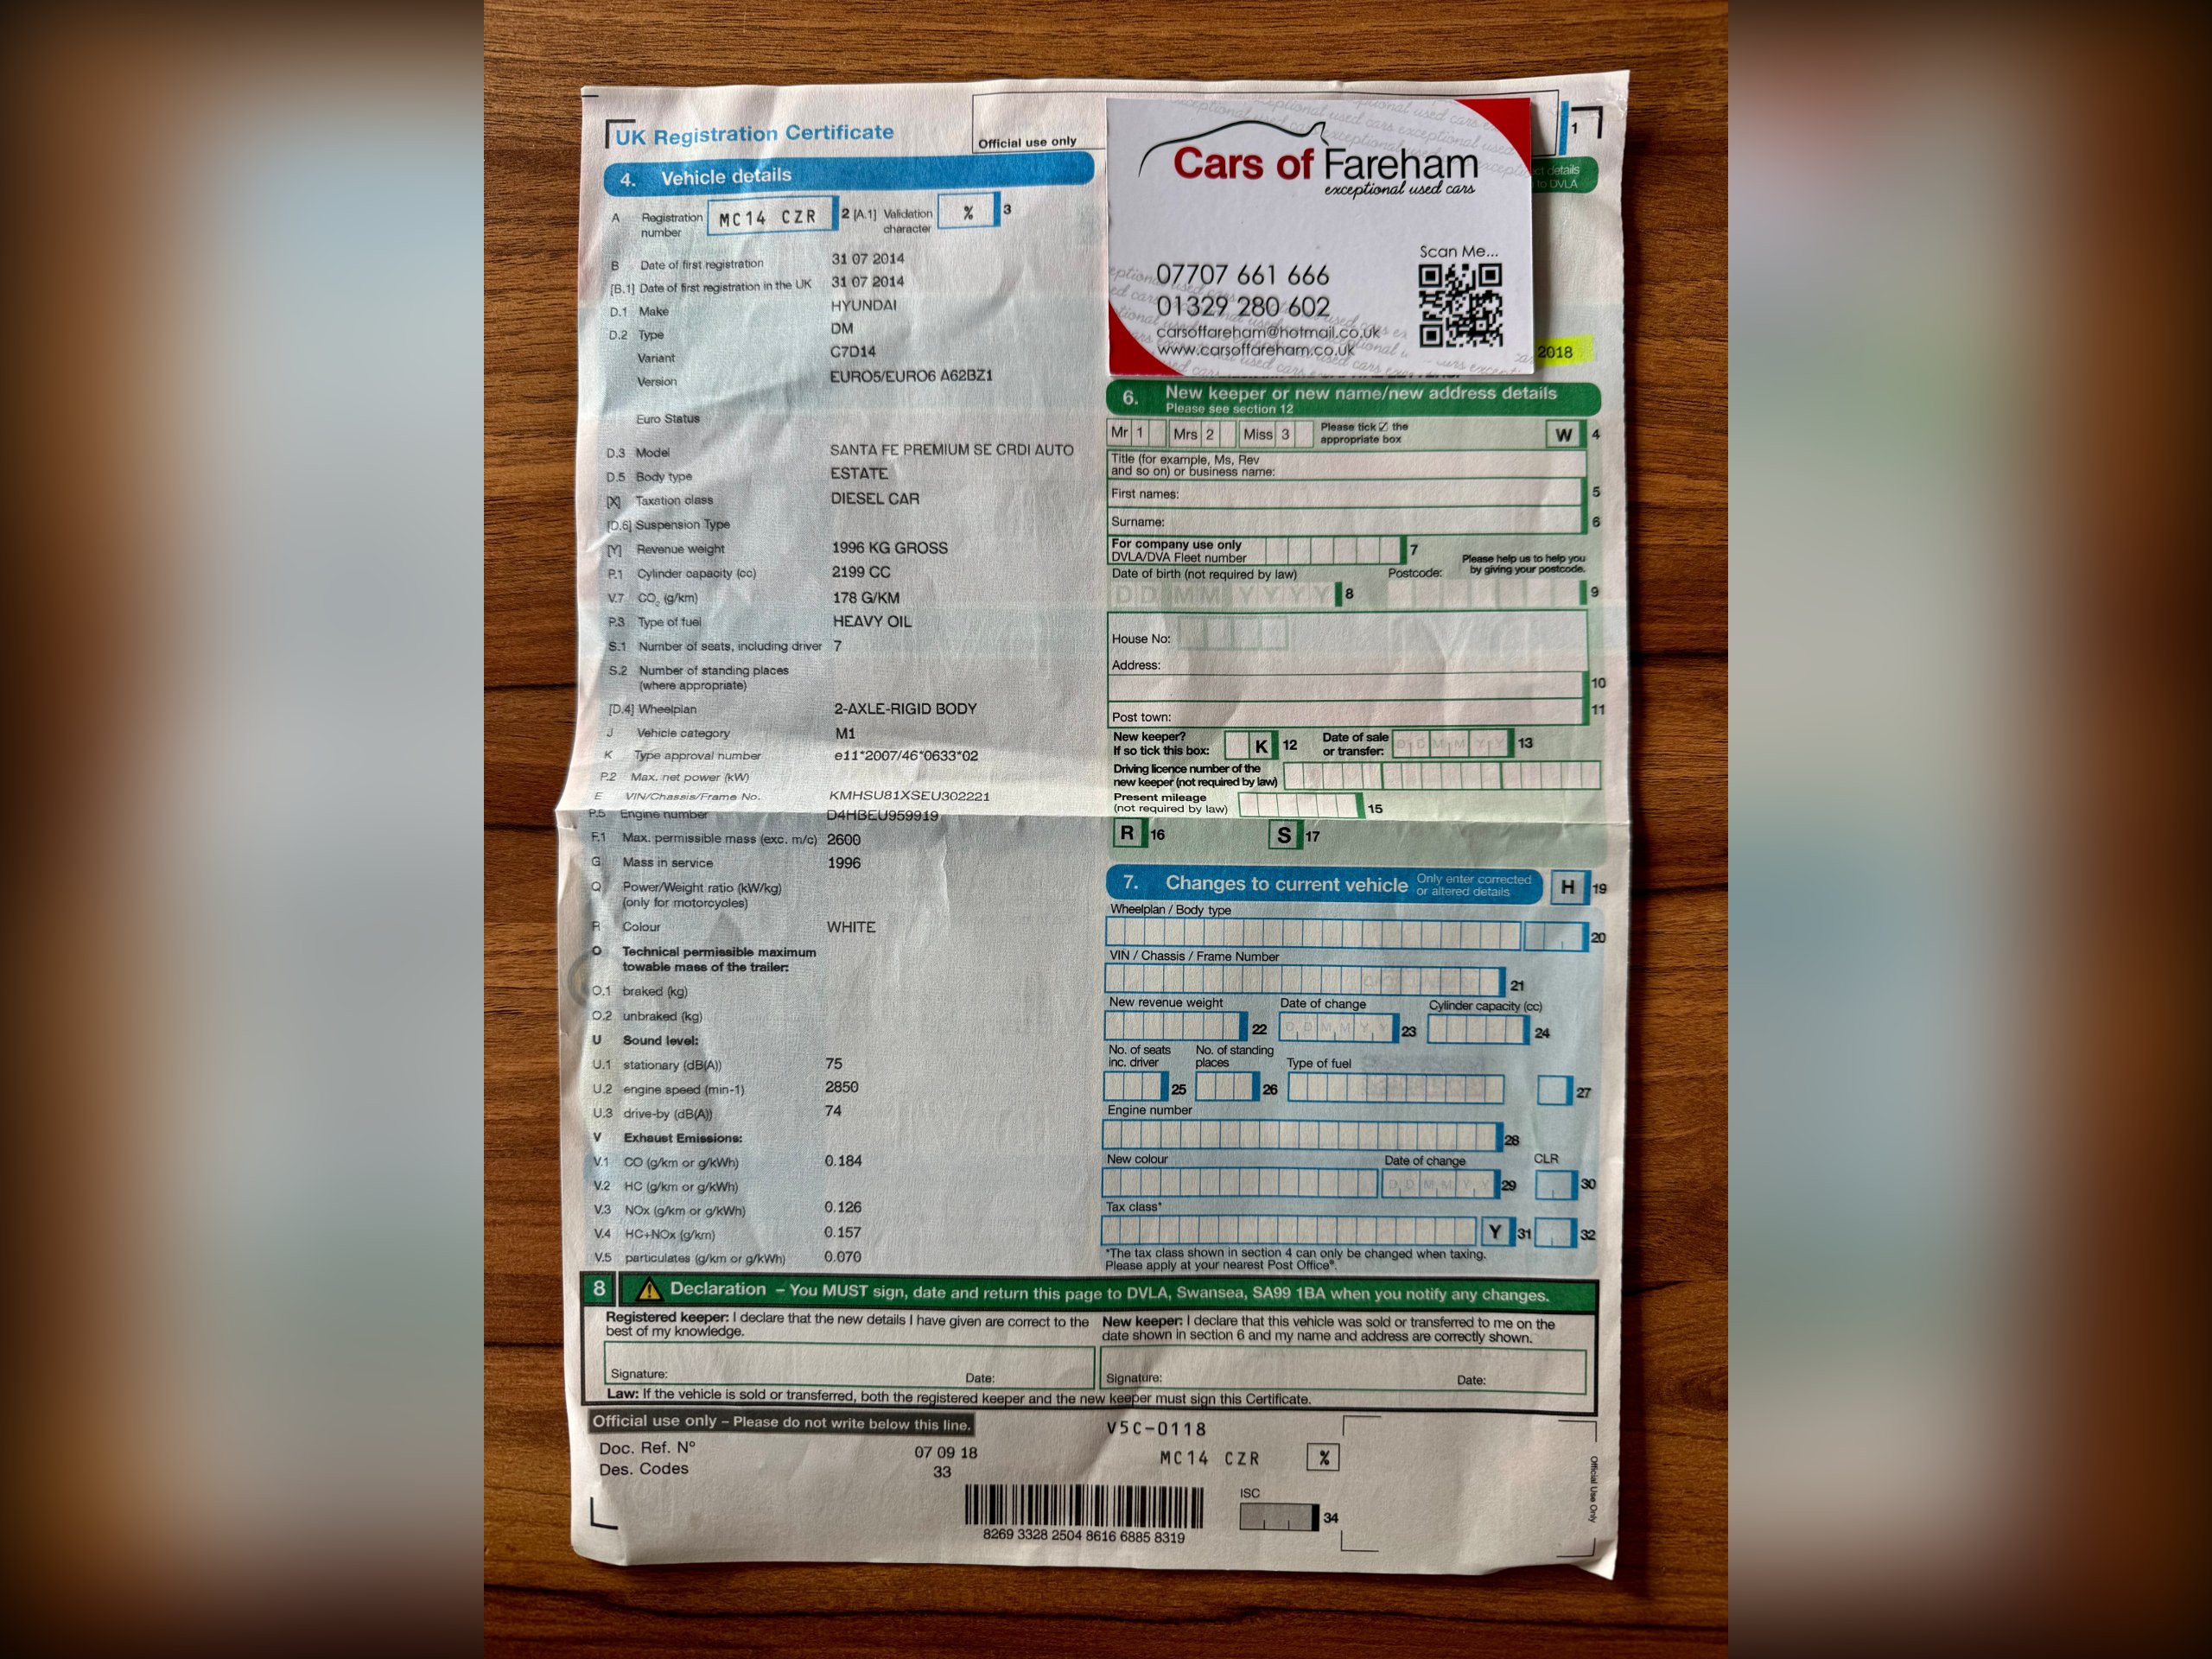 UK Registration Certificate
Official use only
1
4. Vehicle details
A Registration number MC14 CZR 2 [A.1] Validation character % 3
B Date of first registration 31 07 2014
[B.1] Date of first registration in the UK 31 07 2014
D.1 Make HYUNDAI
D.2 Type DM
Variant C7D14
Version EURO5/EURO6 A62BZ1
Euro Status
D.3 Model SANTA FE PREMIUM SE CRDI AUTO
D.5 Body type ESTATE
[X] Taxation class DIESEL CAR
[D.6] Suspension Type
[Y] Revenue weight 1996 KG GROSS
P.1 Cylinder capacity (cc) 2199 CC
V.7 CO2 (g/km) 178 G/KM
P.3 Type of fuel HEAVY OIL
S.1 Number of seats, including driver 7
S.2 Number of standing places
(where appropriate)
[D.4] Wheelplan 2-AXLE-RIGID BODY
J Vehicle category M1
K Type approval number e11*2007/46*0633*02
P.2 Max. net power (kW)
E VIN/Chassis/Frame No. KMHSU81XSEU302221
P.5 Engine number D4HBEU959919
F.1 Max. permissible mass (exc. m/c) 2600
G Mass in service 1996
Q Power/Weight ratio (kW/kg)
(only for motorcycles)
R Colour WHITE
O Technical permissible maximum
towable mass of the trailer:
O.1 braked (kg)
O.2 unbraked (kg)
U Sound level:
U.1 stationary (dB(A)) 75
U.2 engine speed (min-1) 2850
U.3 drive-by (dB(A)) 74
V Exhaust Emissions:
V.1 CO (g/km or g/kWh) 0.184
V.2 HC (g/km or g/kWh)
V.3 NOx (g/km or g/kWh) 0.126
V.4 HC+NOx (g/km) 0.157
V.5 particulates (g/km or g/kWh) 0.070
Cars of Fareham
exceptional used cars
Scan Me...
07707 661 666
01329 280 602
carsoffareham@hotmail.co.uk
www.carsoffareham.co.uk
details
to DVLA
2018
6. New keeper or new name/new address details
Please see section 12
Mr 1 Mrs 2 Miss 3 Please tick ☑ the appropriate box W 4
Title (for example, Ms, Rev
and so on) or business name:
First names: 5
Surname: 6
For company use only
DVLA/DVA Fleet number 7
Please help us to help you
by giving your postcode.
Date of birth (not required by law) Postcode:
DD MM YYYY 8 9
House No:
Address:
10
Post town: 11
New keeper?
If so tick this box: K 12 Date of sale or transfer: DDMMYY 13
Driving licence number of the
new keeper (not required by law)
Present mileage
(not required by law) 15
R 16 S 17
7. Changes to current vehicle Only enter corrected or altered details H 19
Wheelplan / Body type
20
VIN / Chassis / Frame Number
21
New revenue weight Date of change Cylinder capacity (cc)
22 DDMMYY 23 24
No. of seats inc. driver No. of standing places Type of fuel
25 26 27
Engine number
28
New colour Date of change CLR
DDMMYY 29 30
Tax class*
Y 31 32
*The tax class shown in section 4 can only be changed when taxing.
Please apply at your nearest Post Office®.
8 Declaration – You MUST sign, date and return this page to DVLA, Swansea, SA99 1BA when you notify any changes.
Registered keeper: I declare that the new details I have given are correct to the
best of my knowledge.
Signature: Date:
New keeper: I declare that this vehicle was sold or transferred to me on the
date shown in section 6 and my name and address are correctly shown.
Signature: Date:
Law: If the vehicle is sold or transferred, both the registered keeper and the new keeper must sign this Certificate.
Official use only – Please do not write below this line.
V5C-0118
Doc. Ref. Nº 07 09 18
MC14 CZR %
Des. Codes 33
8269 3328 2504 8616 6885 8319
ISC
34
Official Use Only